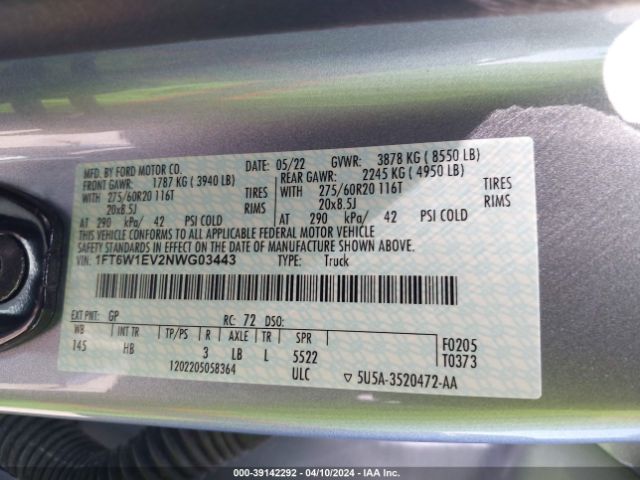 MFD. BY FORD MOTOR CO. DATE: 05/22 GVWR: 3878 KG ( 8550 LB)
FRONT GAWR: 1787 KG ( 3940 LB) REAR GAWR: 2245 KG ( 4950 LB)
WITH 275/60R20 116T TIRES WITH 275/60R20 116T TIRES
20x8.5J RIMS 20x8.5J RIMS
AT 290 kPa/ 42 PSI COLD AT 290 kPa/ 42 PSI COLD
THIS VEHICLE CONFORMS TO ALL APPLICABLE FEDERAL MOTOR VEHICLE
SAFETY STANDARDS IN EFFECT ON THE DATE OF MANUFACTURE SHOWN ABOVE.
VIN: 1FT6W1EV2NWG03443 TYPE: Truck
EXT PNT: GP RC: 72 DSO:
WB INT TR TP/PS R AXLE TR SPR
145 HB 3 LB L 5522
F0205
T0373
1202205058364 ULC ▽ 5U5A-3520472-AA
000-39142292 - 04/10/2024 - IAA Inc.